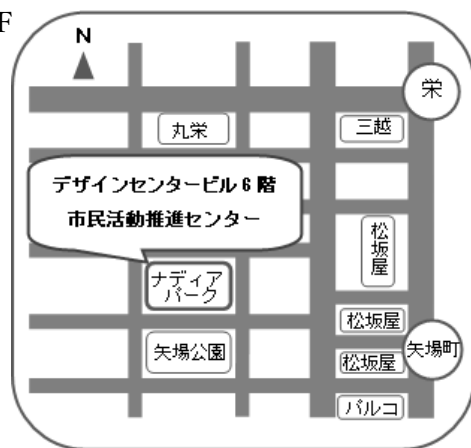 F
N
栄
丸栄
三越
デザインセンタービル6階
市民活動推進センター
松坂屋
ナディア
パーク
松坂屋
矢場公園
松坂屋
矢場町
パルコ